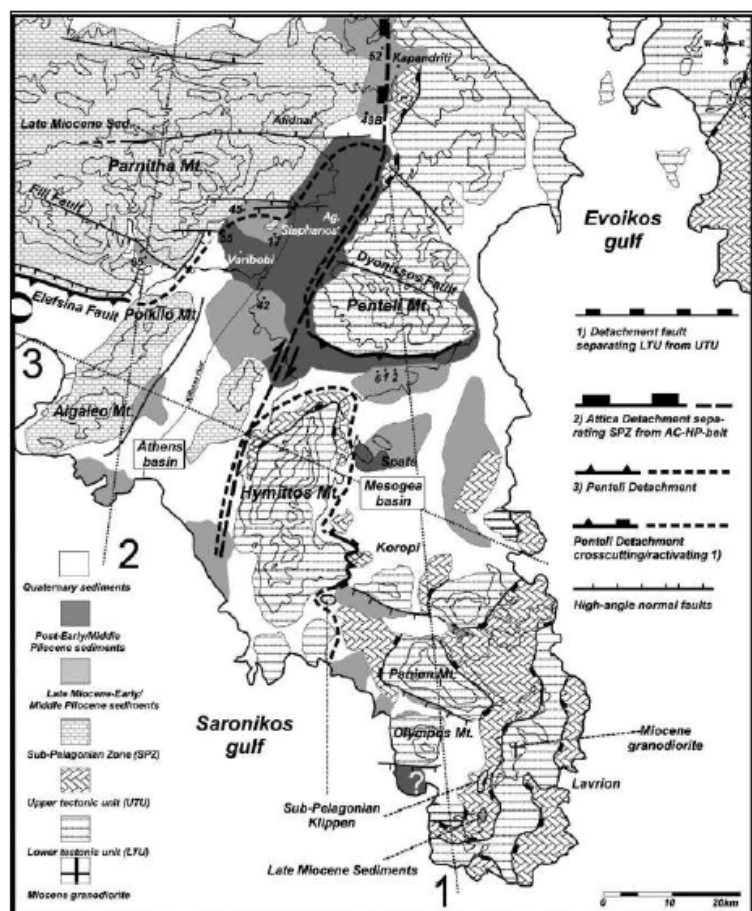 N
W
E
S
52
Kapandriti
49B
Late Miocene Sed.
Afidnai
Parnitha Mt.
Fili Fault
45
55
17
Ag.
Stephanos
Varibobi
Evoikos
gulf
Dyonissos Fault
Penteli Mt.
Elefsina Fault
Poikilo Mt.
42
3
Aigaleo Mt.
Athens
basin
Spata
Hymittos Mt.
Mesogea
basin
Koropi
2
1) Detachment fault
separating LTU from UTU
2) Attica Detachment sepa-
rating SPZ from AC-HP-belt
3) Penteli Detachment
Penteli Detachment
crosscutting/ractivating 1)
High-angle normal faults
Quaternary sediments
Post-Early/Middle
Pliocene sediments
Late Miocene-Early/
Middle Pliocene sediments
Sub-Pelagonian Zone (SPZ)
Upper tectonic unit (UTU)
Lower tectonic unit (LTU)
Miocene granodiorite
Saronikos
gulf
Panion Mt.
Olympos Mt.
?
Miocene
granodiorite
Lavrion
Sub-Pelagonian
Klippen
Late Miocene Sediments
1
0
10
20km